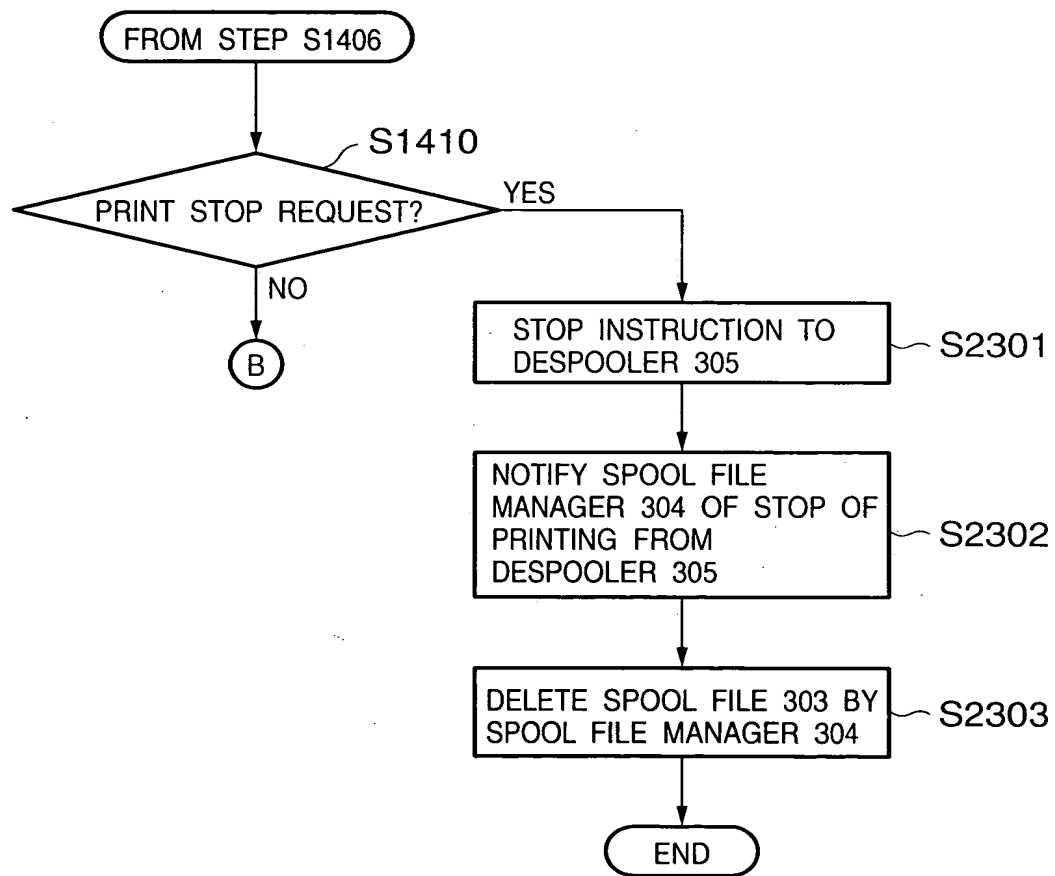 FROM STEP S1406
S1410
PRINT STOP REQUEST?
YES
NO
B
STOP INSTRUCTION TO
DESPOOLER 305
S2301
NOTIFY SPOOL FILE
MANAGER 304 OF STOP OF
PRINTING FROM
DESPOOLER 305
S2302
DELETE SPOOL FILE 303 BY
SPOOL FILE MANAGER 304
S2303
END